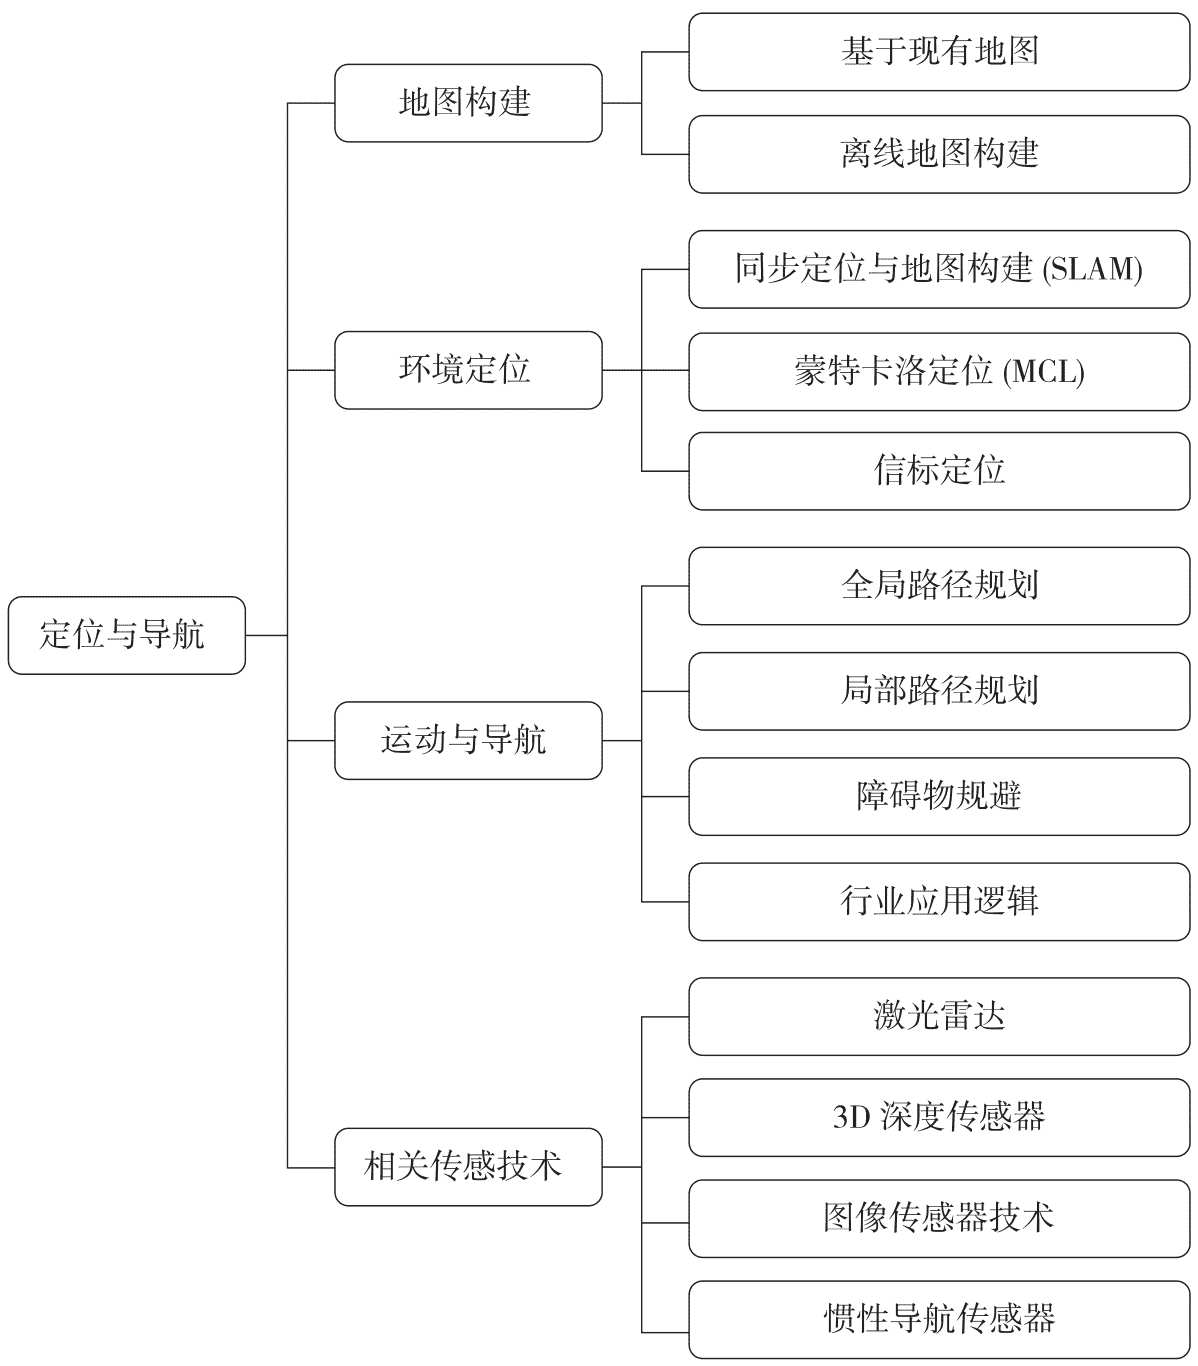 定位与导航
地图构建
基于现有地图
离线地图构建
环境定位
同步定位与地图构建 (SLAM)
蒙特卡洛定位 (MCL)
信标定位
运动与导航
全局路径规划
局部路径规划
障碍物规避
行业应用逻辑
相关传感技术
激光雷达
3D 深度传感器
图像传感器技术
惯性导航传感器